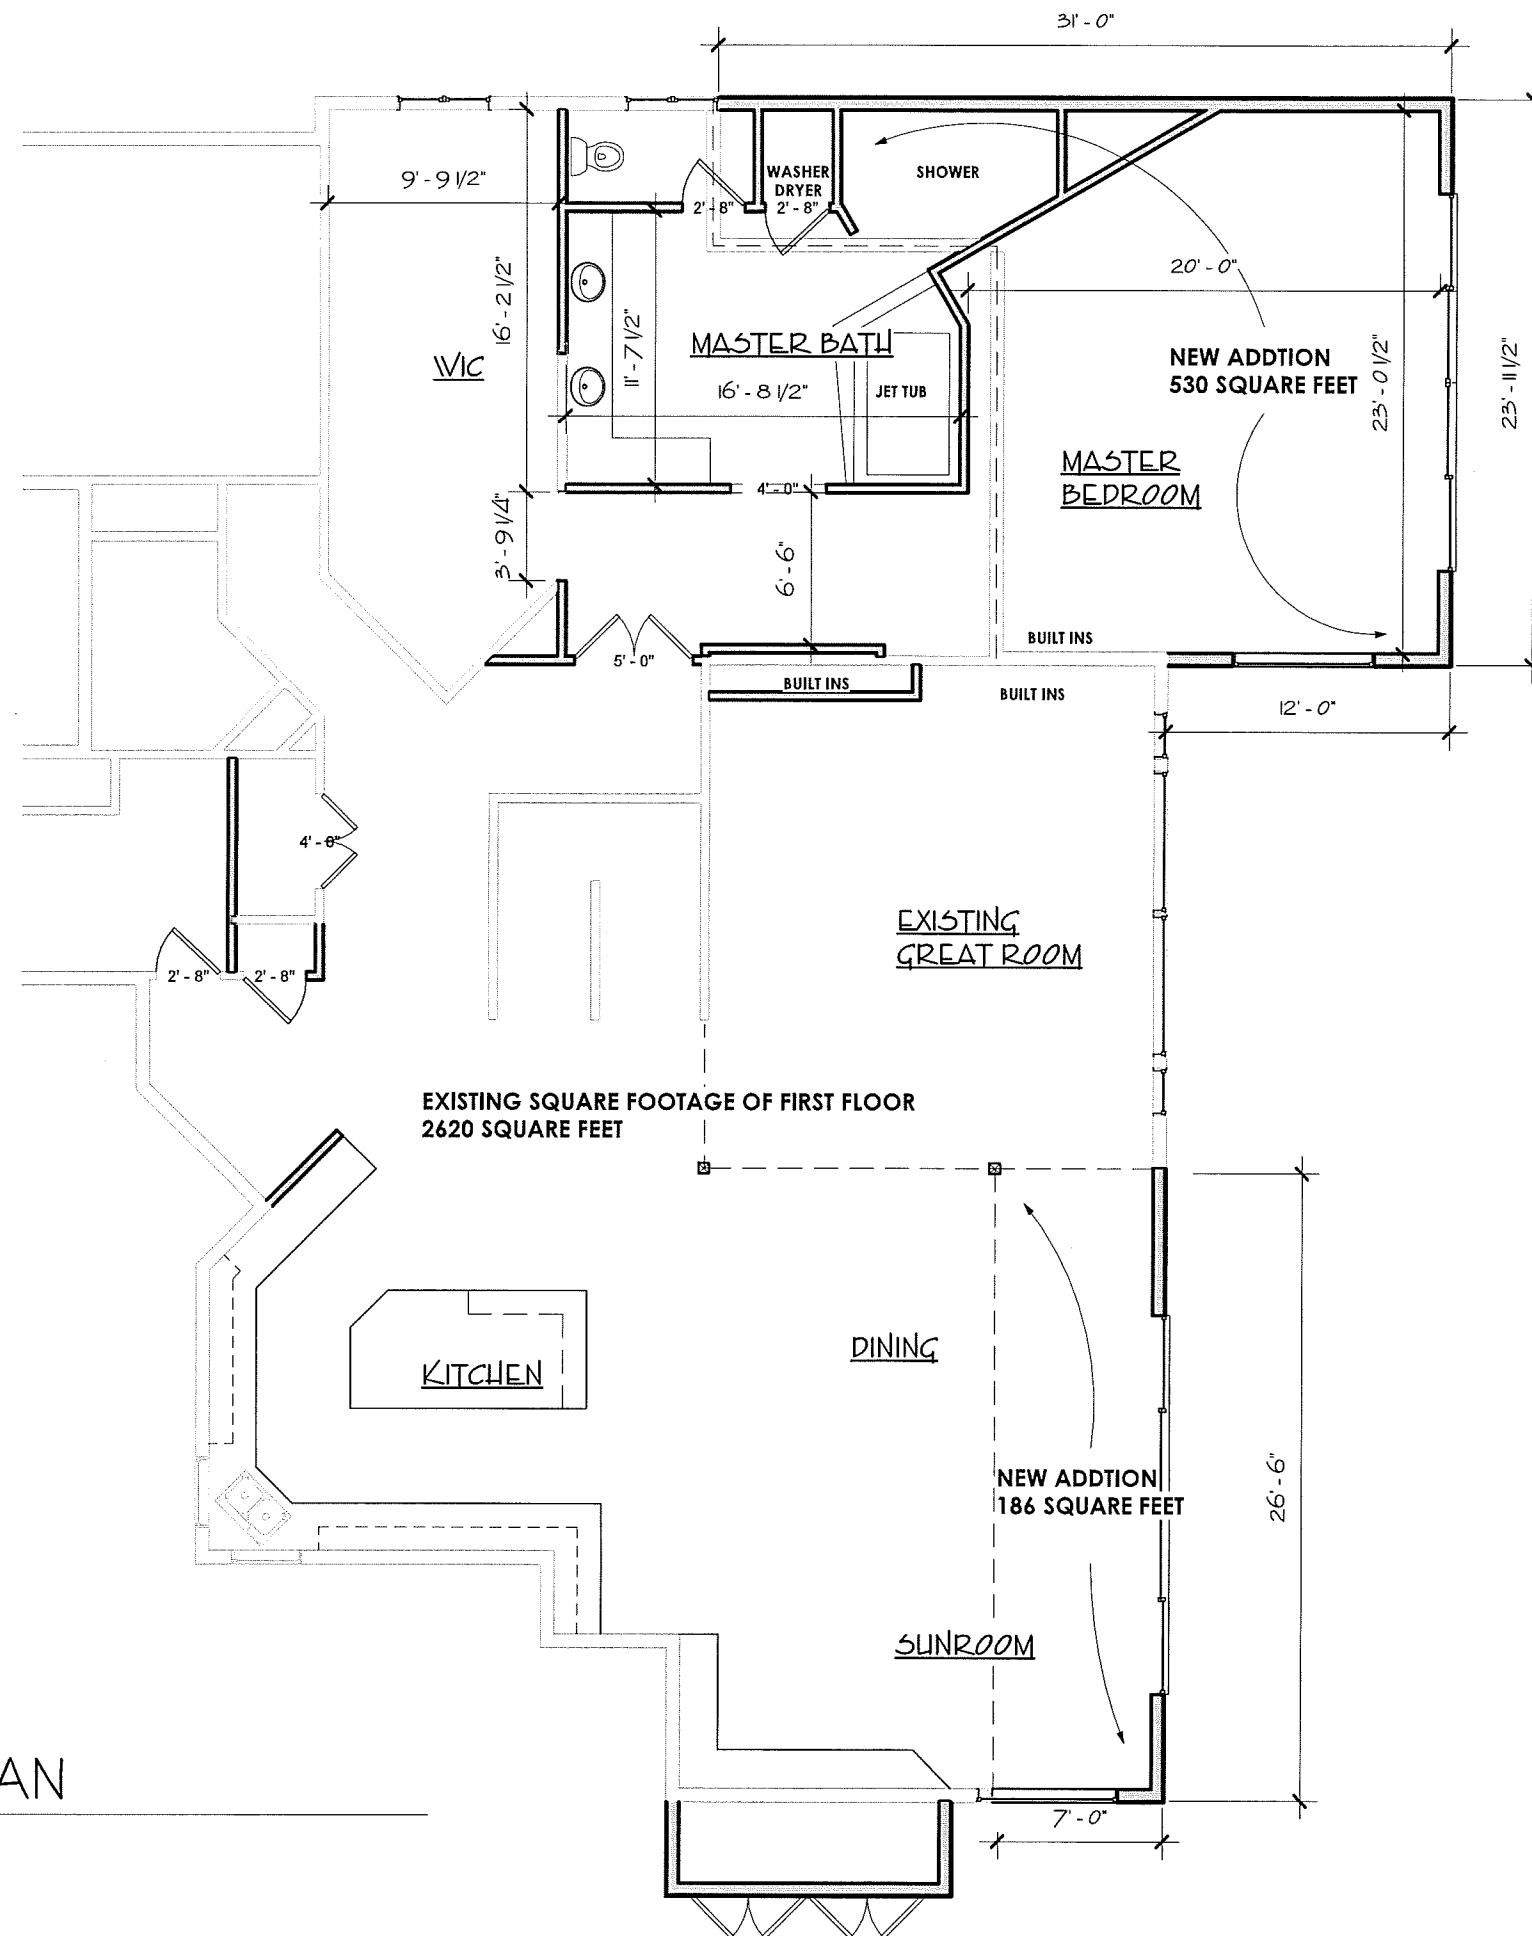 31' - 0"
9' - 9 1/2"
WASHER
DRYER
SHOWER
2' - 8"
2' - 8"
16' - 2 1/2"
20' - 0"
11' - 7 1/2"
MASTER BATH
WIC
NEW ADDTION
530 SQUARE FEET
23' - 0 1/2"
23' - 11 1/2"
16' - 8 1/2"
JET TUB
MASTER
BEDROOM
4' - 0"
3' - 9 1/4"
6' - 6"
BUILT INS
5' - 0"
BUILT INS
BUILT INS
12' - 0"
4' - 0"
EXISTING
GREAT ROOM
2' - 8"
2' - 8"
EXISTING SQUARE FOOTAGE OF FIRST FLOOR
2620 SQUARE FEET
DINING
KITCHEN
NEW ADDTION
186 SQUARE FEET
26' - 6"
SUNROOM
AN
7' - 0"